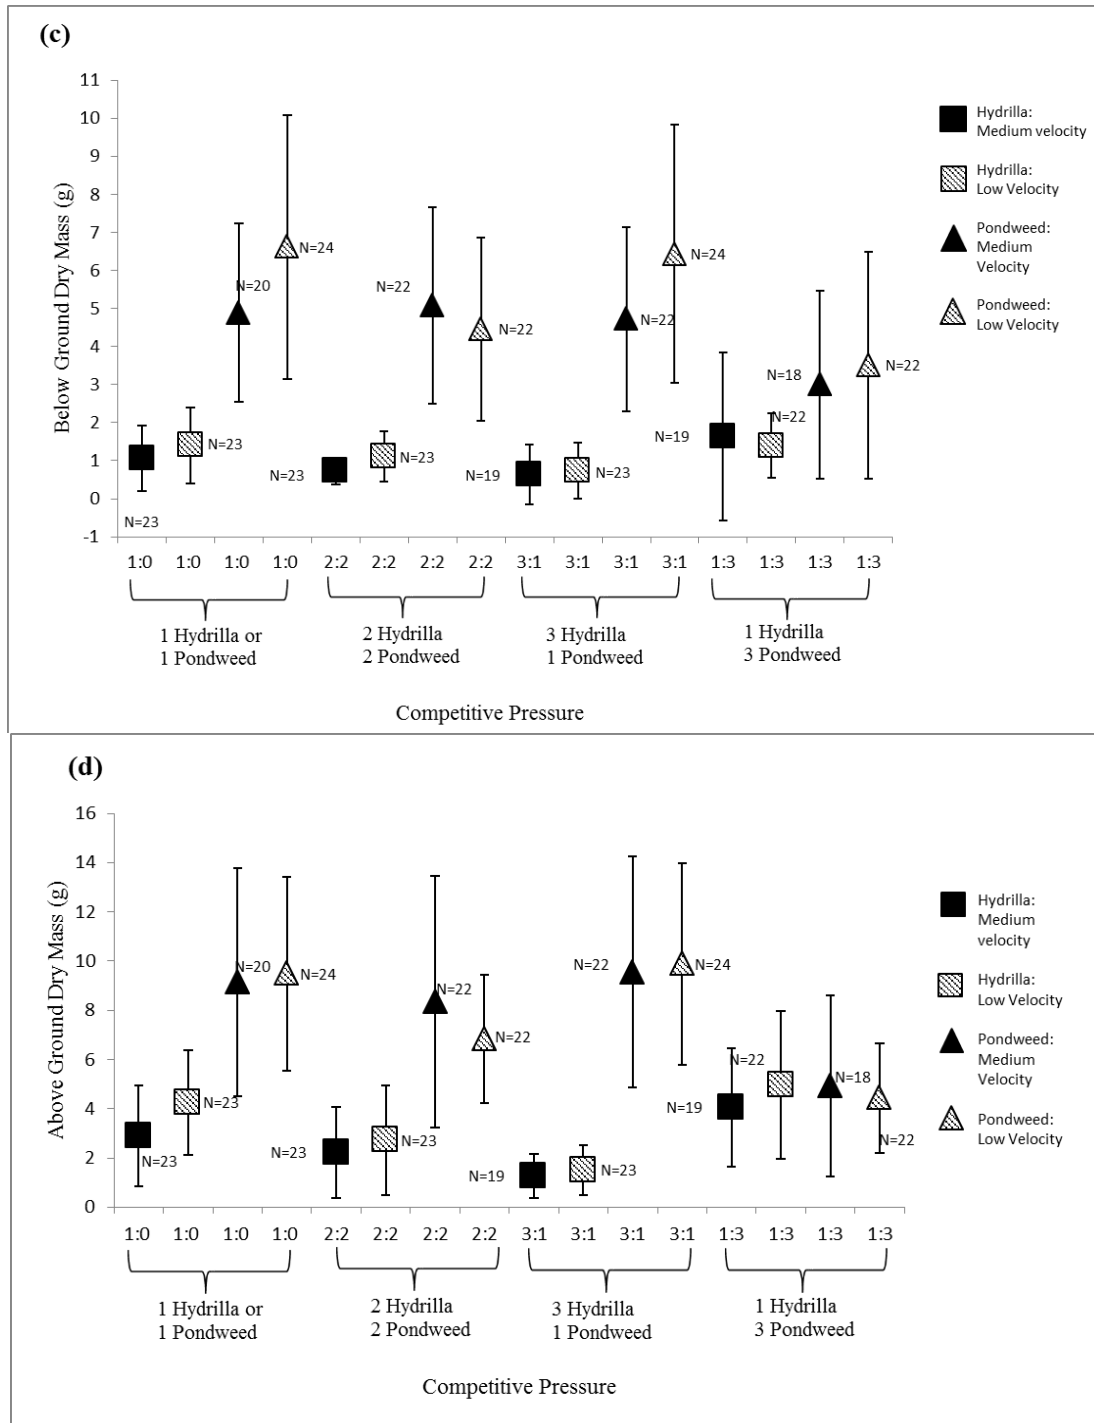 (c)
11
10
9
8
7
6
5
4
3
2
1
0
-1
Below Ground Dry Mass (g)
N=23
N=23
N=20
N=24
N=23
N=23
N=22
N=22
N=19
N=23
N=22
N=24
N=19
N=22
N=18
N=22
1:0 1:0 1:0 1:0 2:2 2:2 2:2 2:2 3:1 3:1 3:1 3:1 1:3 1:3 1:3 1:3
1 Hydrilla or
1 Pondweed
2 Hydrilla
2 Pondweed
3 Hydrilla
1 Pondweed
1 Hydrilla
3 Pondweed
Competitive Pressure
Hydrilla:
Medium velocity
Hydrilla:
Low Velocity
Pondweed:
Medium
Velocity
Pondweed:
Low Velocity
(d)
16
14
12
10
8
6
4
2
0
Above Ground Dry Mass (g)
N=23
N=23
N=20
N=24
N=23
N=23
N=22
N=22
N=19
N=23
N=22
N=24
N=19
N=22
N=18
N=22
1:0 1:0 1:0 1:0 2:2 2:2 2:2 2:2 3:1 3:1 3:1 3:1 1:3 1:3 1:3 1:3
1 Hydrilla or
1 Pondweed
2 Hydrilla
2 Pondweed
3 Hydrilla
1 Pondweed
1 Hydrilla
3 Pondweed
Competitive Pressure
Hydrilla:
Medium
velocity
Hydrilla:
Low Velocity
Pondweed:
Medium
Velocity
Pondweed:
Low Velocity